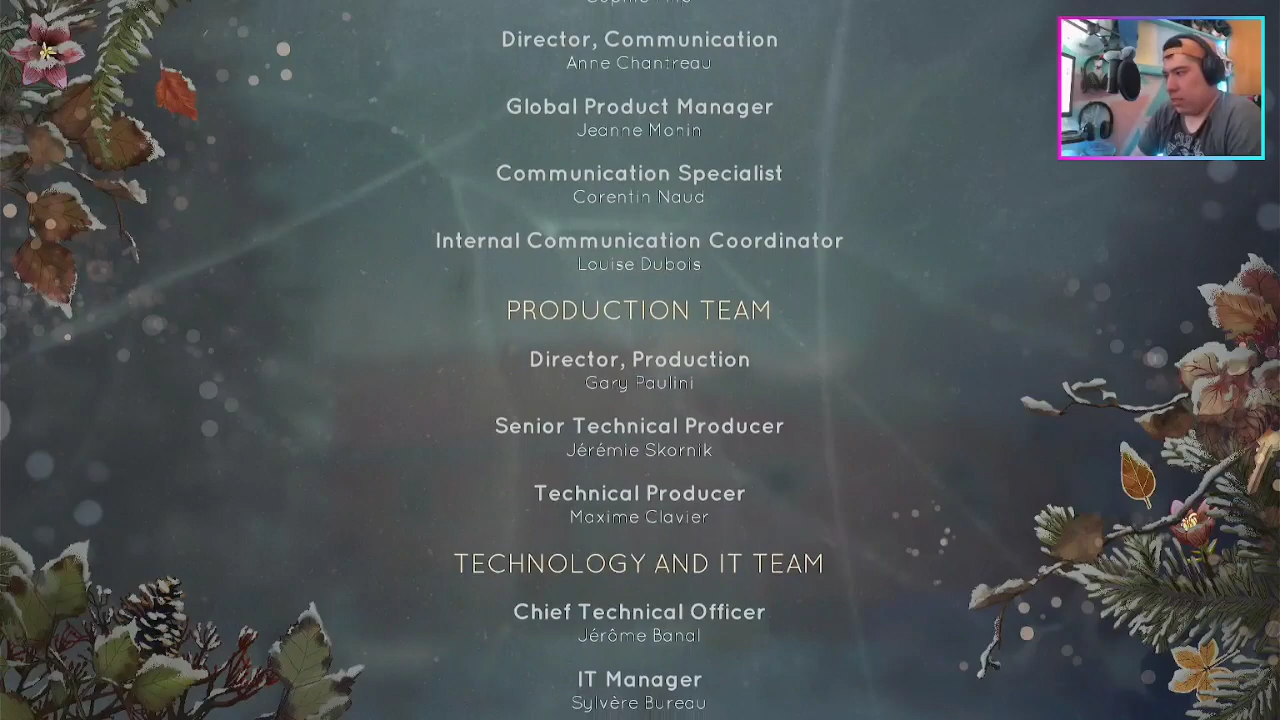 Director, Communication
Anne Chantreau
Global Product Manager
Jeanne Monin
Communication Specialist
Corentin Naud
Internal Communication Coordinator
Louise Dubois
PRODUCTION TEAM
Director, Production
Gary Paulini
Senior Technical Producer
Jérémie Skornik
Technical Producer
Maxime Clavier
TECHNOLOGY AND IT TEAM
Chief Technical Officer
Jérôme Banal
IT Manager
Sylvère Bureau